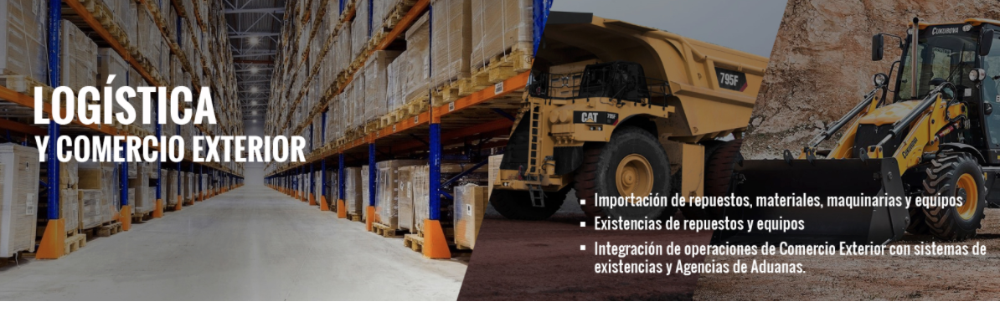 LOGÍSTICA
Y COMERCIO EXTERIOR
795F
CAT
ÇUKUROVA
▪ Importación de repuestos, materiales, maquinarias y equipos
▪ Existencias de repuestos y equipos
▪ Integración de operaciones de Comercio Exterior con sistemas de
existencias y Agencias de Aduanas.